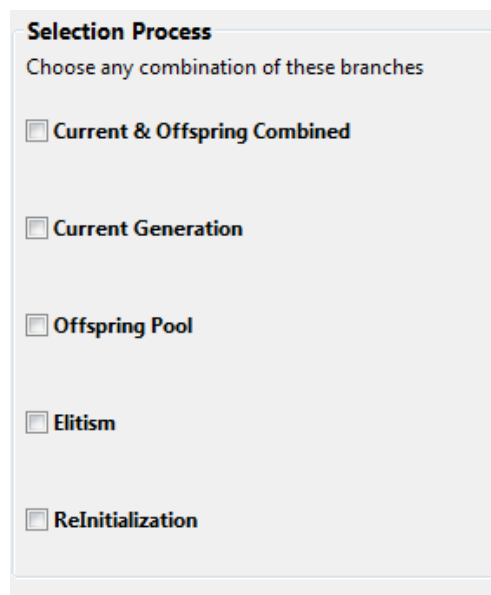 Selection Process
Choose any combination of these branches
Current & Offspring Combined
Current Generation
Offspring Pool
Elitism
ReInitialization